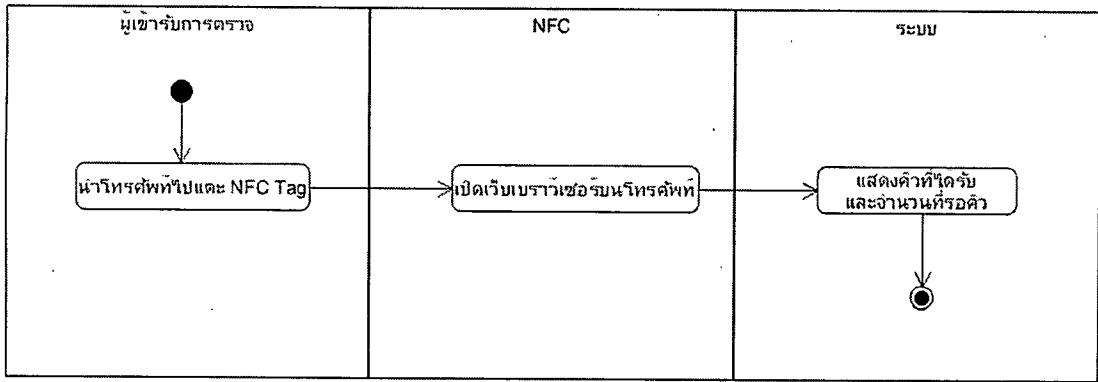 ผู้เข้ารับการตรวจ
NFC
ระบบ
นำโทรศัพท์ไปแตะ NFC Tag
เปิดเว็บเบราว์เซอร์บนโทรศัพท์
แสดงคิวที่ได้รับ
และจำนวนที่รอคิว